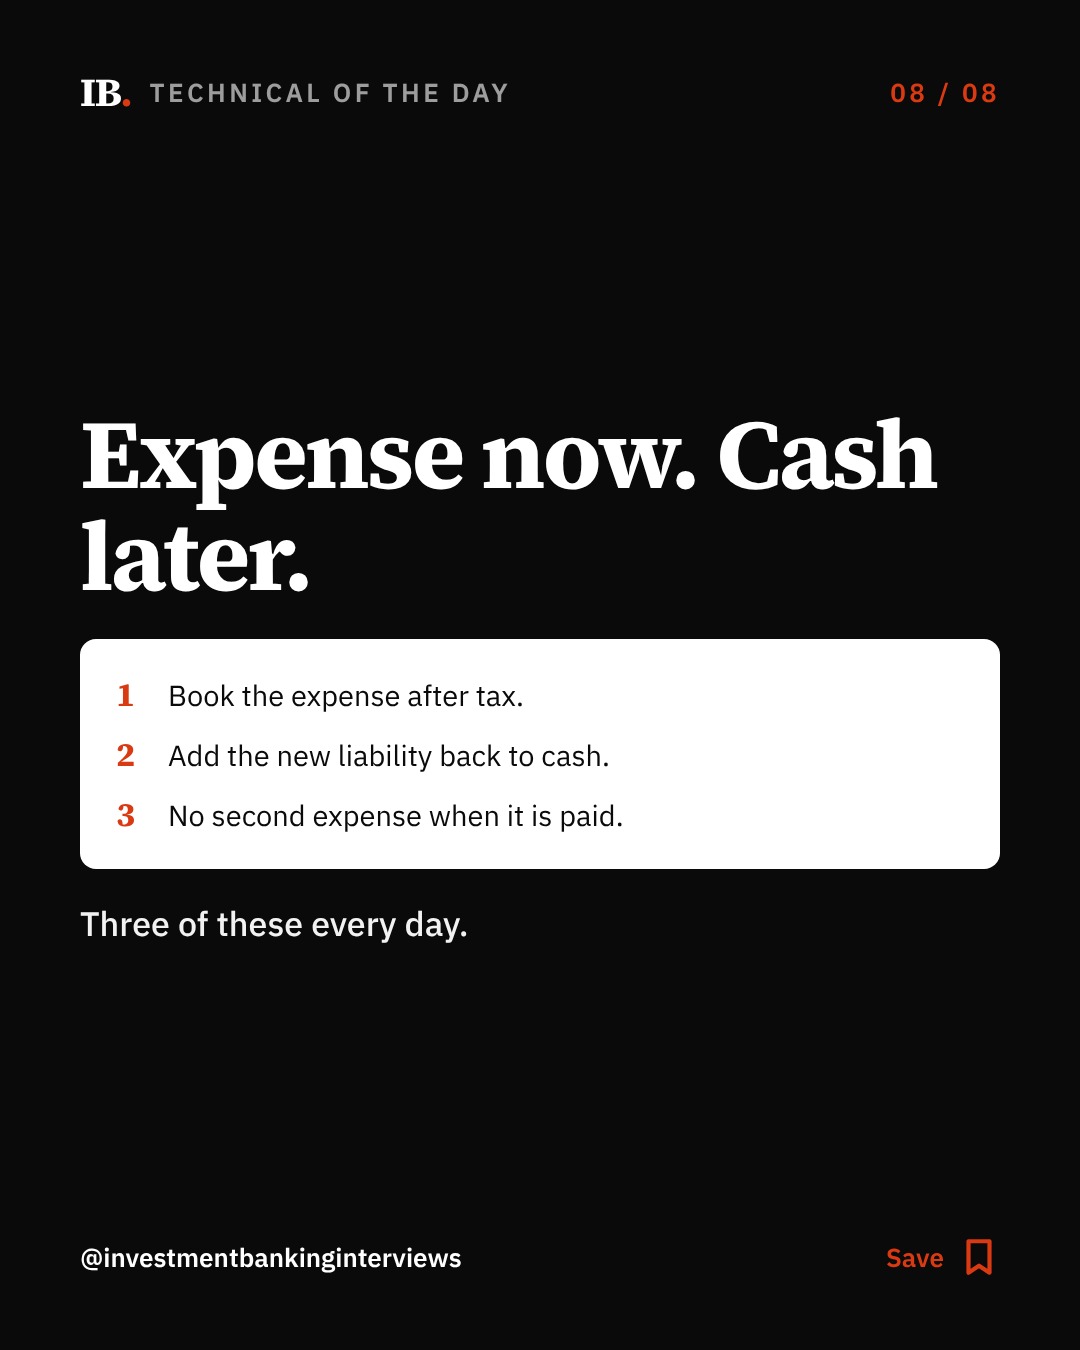 IB. TECHNICAL OF THE DAY 08 / 08
Expense now. Cash
later.
1 Book the expense after tax.
2 Add the new liability back to cash.
3 No second expense when it is paid.
Three of these every day.
@investmentbankinginterviews Save